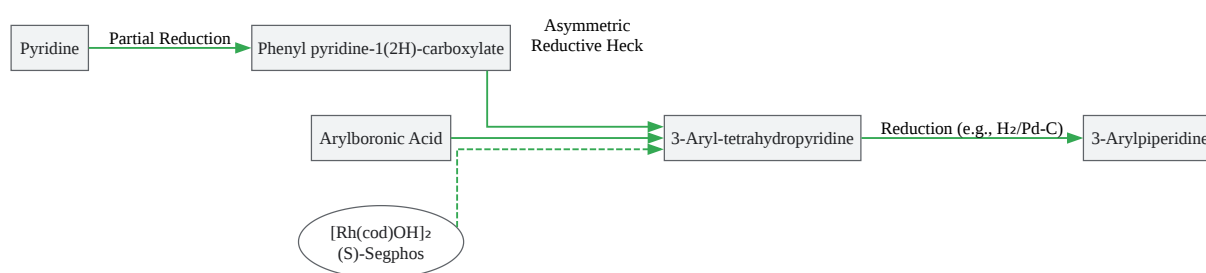 Asymmetric
Reductive Heck
Pyridine
Partial Reduction
Phenyl pyridine-1(2H)-carboxylate
Arylboronic Acid
3-Aryl-tetrahydropyridine
Reduction (e.g., H₂/Pd-C)
3-Arylpiperidine
[Rh(cod)OH]₂
(S)-Segphos